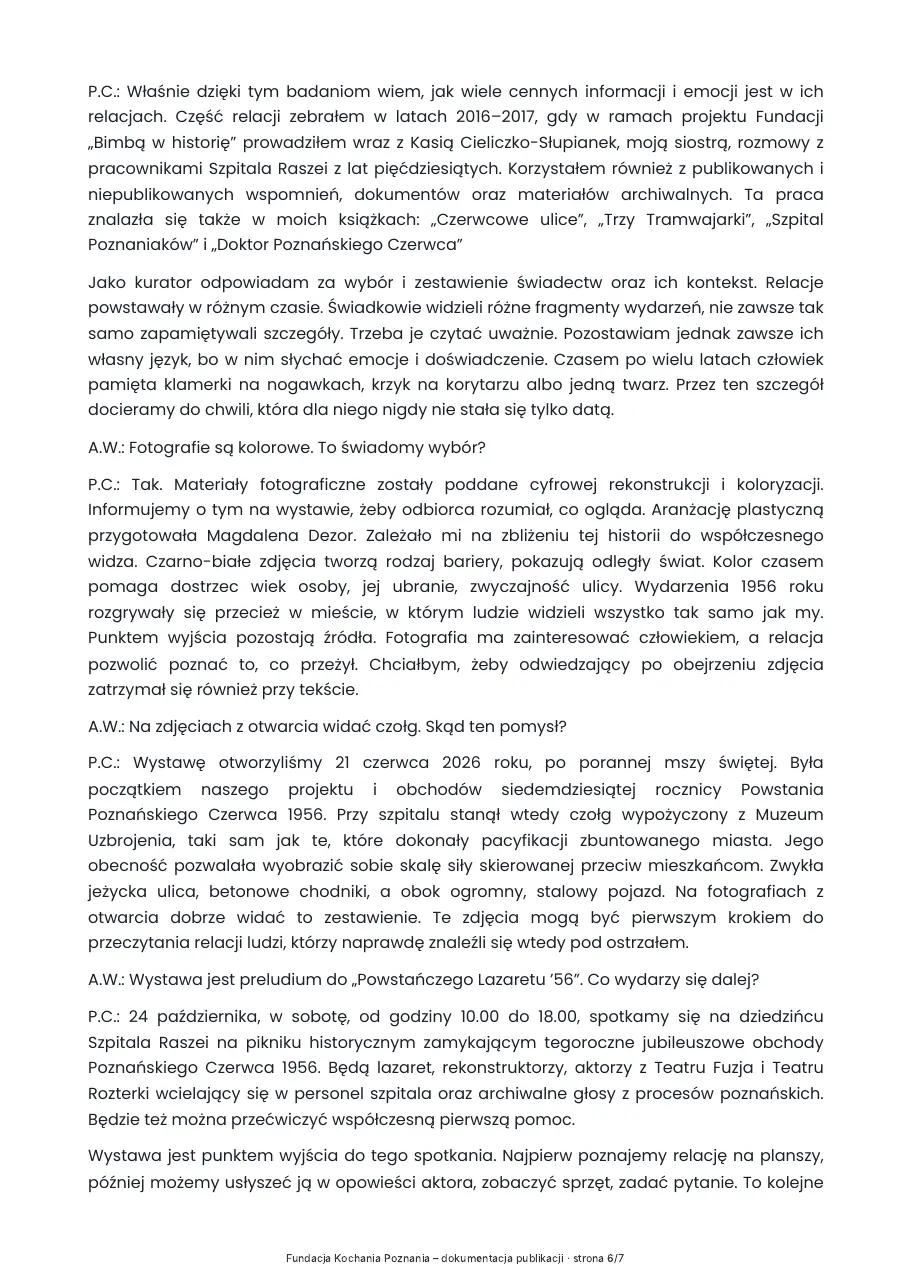 P.C.: Właśnie dzięki tym badaniom wiem, jak wiele cennych informacji i emocji jest w ich
relacjach. Część relacji zebrałem w latach 2016–2017, gdy w ramach projektu Fundacji
„Bimbą w historię” prowadziłem wraz z Kasią Cieliczko-Słupianek, moją siostrą, rozmowy z
pracownikami Szpitala Raszei z lat pięćdziesiątych. Korzystałem również z publikowanych i
niepublikowanych wspomnień, dokumentów oraz materiałów archiwalnych. Ta praca
znalazła się także w moich książkach: „Czerwcowe ulice”, „Trzy Tramwajarki”, „Szpital
Poznaniaków” i „Doktor Poznańskiego Czerwca”
Jako kurator odpowiadam za wybór i zestawienie świadectw oraz ich kontekst. Relacje
powstawały w różnym czasie. Świadkowie widzieli różne fragmenty wydarzeń, nie zawsze tak
samo zapamiętywali szczegóły. Trzeba je czytać uważnie. Pozostawiam jednak zawsze ich
własny język, bo w nim słychać emocje i doświadczenie. Czasem po wielu latach człowiek
pamięta klamerki na nogawkach, krzyk na korytarzu albo jedną twarz. Przez ten szczegół
docieramy do chwili, która dla niego nigdy nie stała się tylko datą.
A.W.: Fotografie są kolorowe. To świadomy wybór?
P.C.: Tak. Materiały fotograficzne zostały poddane cyfrowej rekonstrukcji i koloryzacji.
Informujemy o tym na wystawie, żeby odbiorca rozumiał, co ogląda. Aranżację plastyczną
przygotowała Magdalena Dezor. Zależało mi na zbliżeniu tej historii do współczesnego
widza. Czarno-białe zdjęcia tworzą rodzaj bariery, pokazują odległy świat. Kolor czasem
pomaga dostrzec wiek osoby, jej ubranie, zwyczajność ulicy. Wydarzenia 1956 roku
rozgrywały się przecież w mieście, w którym ludzie widzieli wszystko tak samo jak my.
Punktem wyjścia pozostają źródła. Fotografia ma zainteresować człowiekiem, a relacja
pozwolić poznać to, co przeżył. Chciałbym, żeby odwiedzający po obejrzeniu zdjęcia
zatrzymał się również przy tekście.
A.W.: Na zdjęciach z otwarcia widać czołg. Skąd ten pomysł?
P.C.: Wystawę otworzyliśmy 21 czerwca 2026 roku, po porannej mszy świętej. Była
początkiem naszego projektu i obchodów siedemdziesiątej rocznicy Powstania
Poznańskiego Czerwca 1956. Przy szpitalu stanął wtedy czołg wypożyczony z Muzeum
Uzbrojenia, taki sam jak te, które dokonały pacyfikacji zbuntowanego miasta. Jego
obecność pozwalała wyobrazić sobie skalę siły skierowanej przeciw mieszkańcom. Zwykła
jeżycka ulica, betonowe chodniki, a obok ogromny, stalowy pojazd. Na fotografiach z
otwarcia dobrze widać to zestawienie. Te zdjęcia mogą być pierwszym krokiem do
przeczytania relacji ludzi, którzy naprawdę znaleźli się wtedy pod ostrzałem.
A.W.: Wystawa jest preludium do „Powstańczego Lazaretu ’56”. Co wydarzy się dalej?
P.C.: 24 października, w sobotę, od godziny 10.00 do 18.00, spotkamy się na dziedzińcu
Szpitala Raszei na pikniku historycznym zamykającym tegoroczne jubileuszowe obchody
Poznańskiego Czerwca 1956. Będą lazaret, rekonstruktorzy, aktorzy z Teatru Fuzja i Teatru
Rozterki wcielający się w personel szpitala oraz archiwalne głosy z procesów poznańskich.
Będzie też można przećwiczyć współczesną pierwszą pomoc.
Wystawa jest punktem wyjścia do tego spotkania. Najpierw poznajemy relację na planszy,
później możemy usłyszeć ją w opowieści aktora, zobaczyć sprzęt, zadać pytanie. To kolejne
Fundacja Kochania Poznania – dokumentacja publikacji · strona 6/7